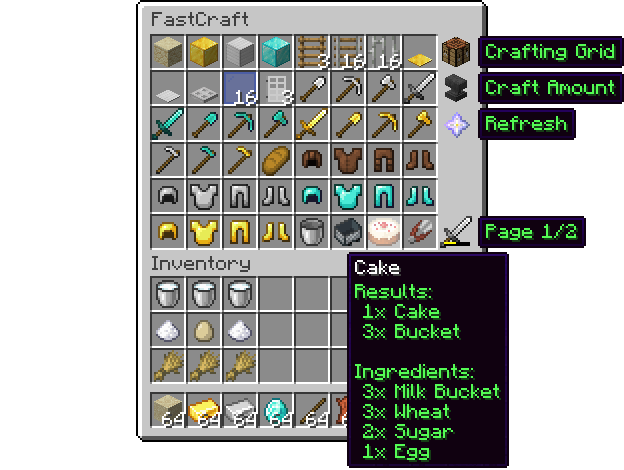 FastCraft
Crafting Grid
3 16 16
Craft Amount
16 3
Refresh
Page 1/2
Inventory
Cake
Results:
1x Cake
3x Bucket
Ingredients:
3x Milk Bucket
3x Wheat
2x Sugar
1x Egg
64 64 64 64 64